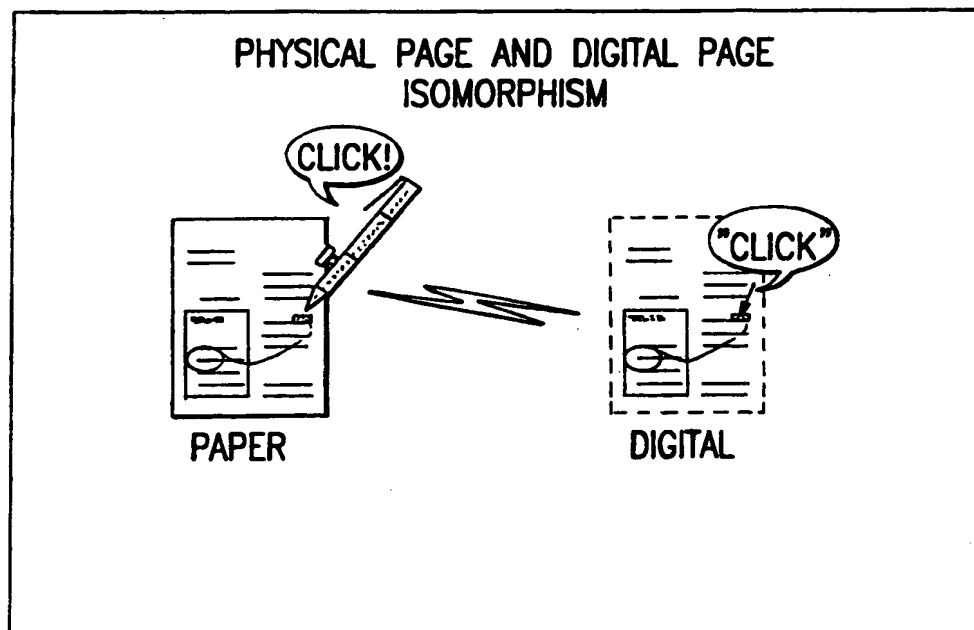 PHYSICAL PAGE AND DIGITAL PAGE
ISOMORPHISM
CLICK!
"CLICK"
PAPER
DIGITAL